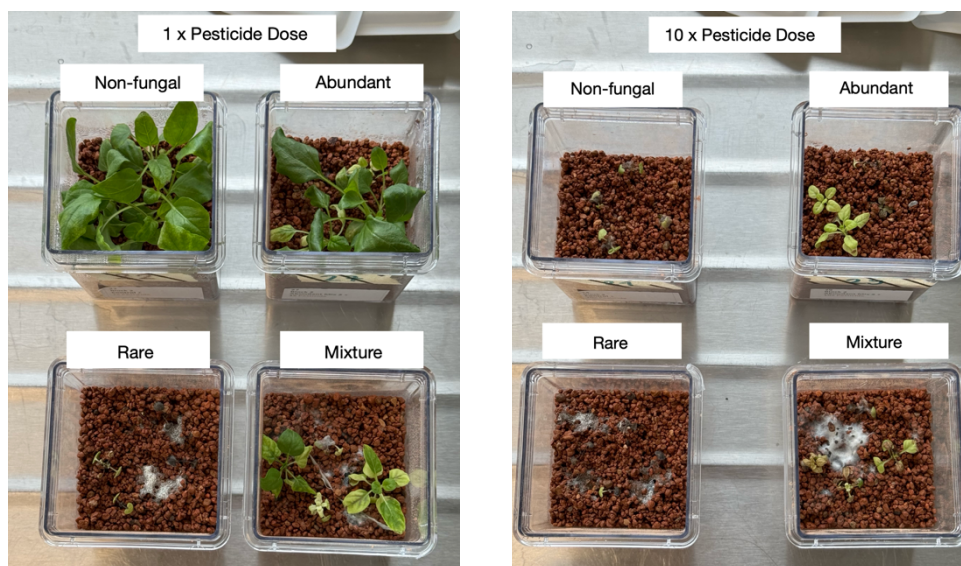 1 x Pesticide Dose
Non-fungal
Abundant
Rare
Mixture
10 x Pesticide Dose
Non-fungal
Abundant
Rare
Mixture